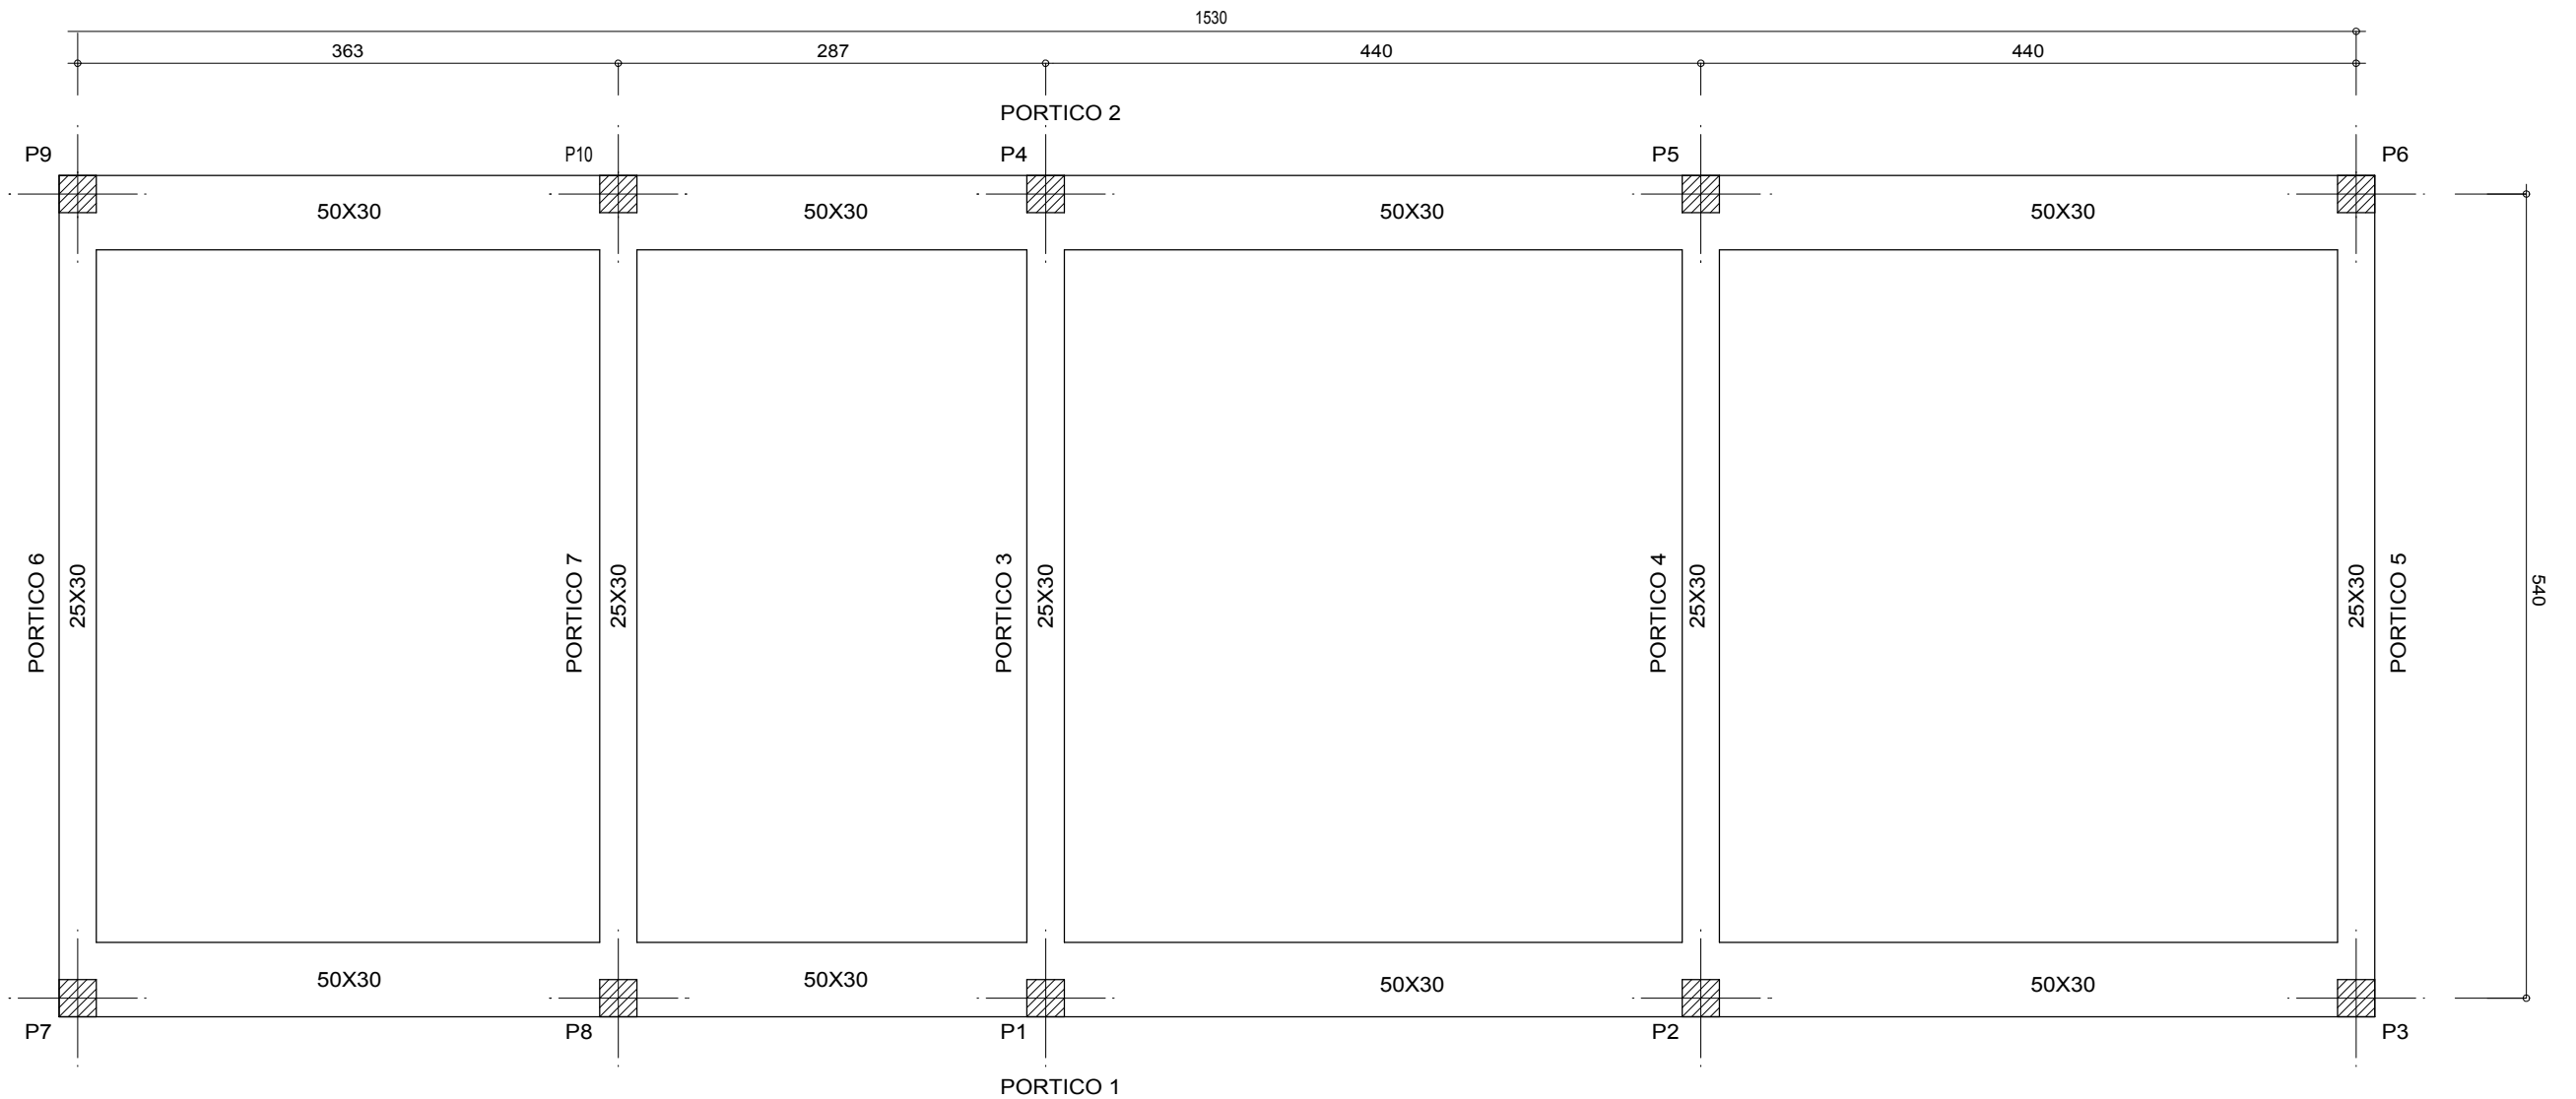 1530
363 287 440 440
PORTICO 2
P9 P10 P4 P5 P6
50X30 50X30 50X30 50X30
PORTICO 6
25X30
PORTICO 7
25X30
PORTICO 3
25X30
PORTICO 4
25X30
25X30
PORTICO 5
540
50X30 50X30 50X30 50X30
P7 P8 P1 P2 P3
PORTICO 1